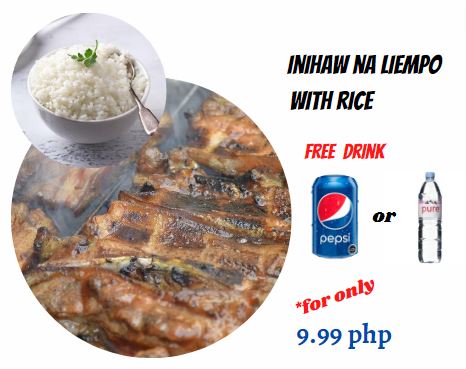 INIHAW NA LIEMPO
WITH RICE
FREE DRINK
pepsi
or
pure
*for only
9.99 php